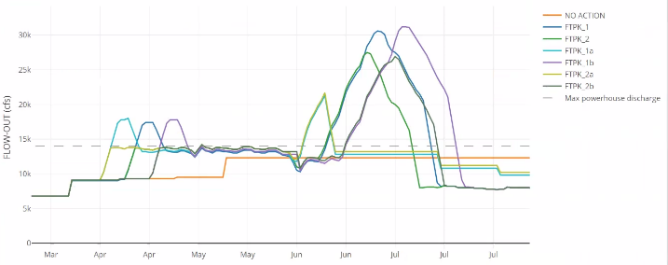 NO ACTION
FTPK_1
FTPK_2
FTPK_1a
FTPK_1b
FTPK_2a
FTPK_2b
Max powerhouse discharge
FLOW-OUT (cfs)
30k
25k
20k
15k
10k
5k
0
Mar Apr Apr May May Jun Jun Jul Jul Jul